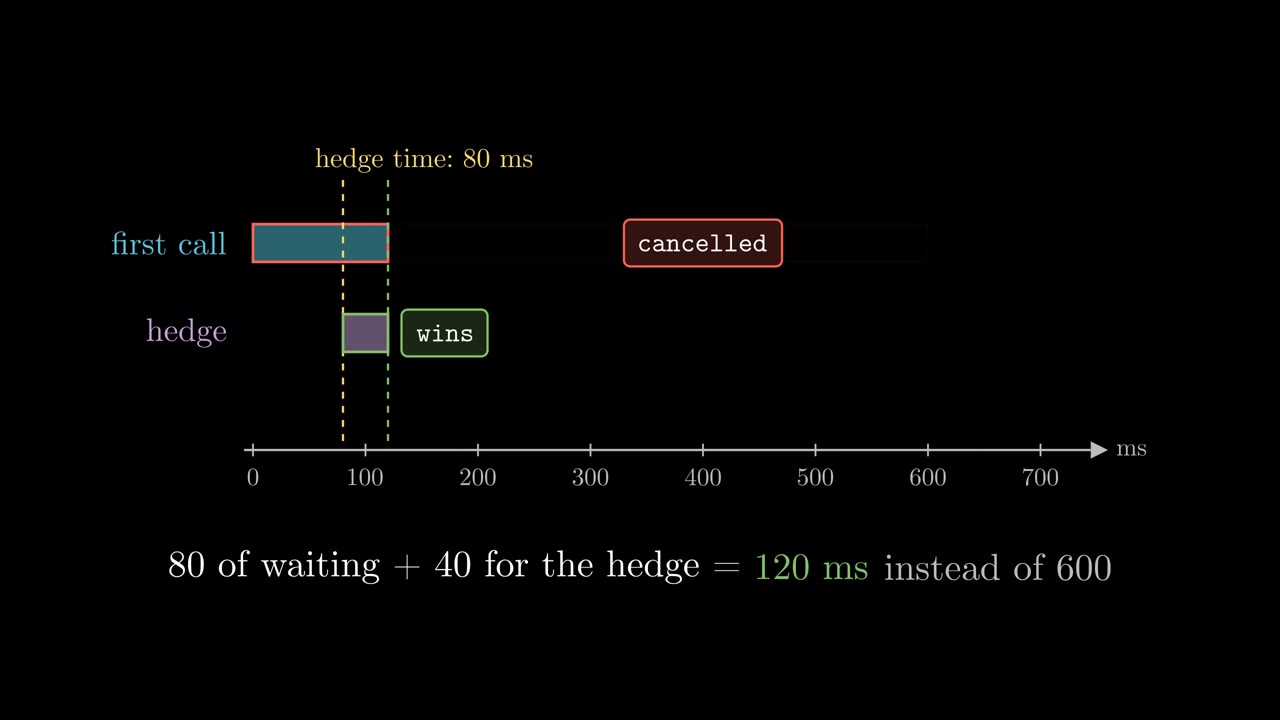 hedge time: 80 ms
first call
cancelled
hedge
wins
ms
0 100 200 300 400 500 600 700
80 of waiting + 40 for the hedge = 120 ms instead of 600